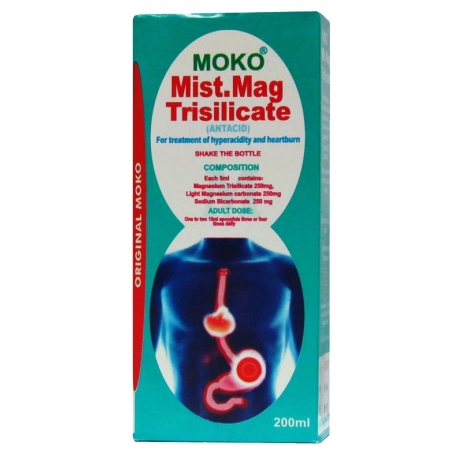 MOKO®
Mist.Mag
Trisilicate
(ANTACID)
For treatment of hyperacidity and heartburn
SHAKE THE BOTTLE
COMPOSITION
Each 5ml contains:
Magnesium Trisilicate 250mg,
Light Magnesium carbonate 250mg
Sodium Bicarbonate 250 mg
ADULT DOSE:
One to two 10ml spoonfuls three or four
times daily
ORIGINAL MOKO
200ml